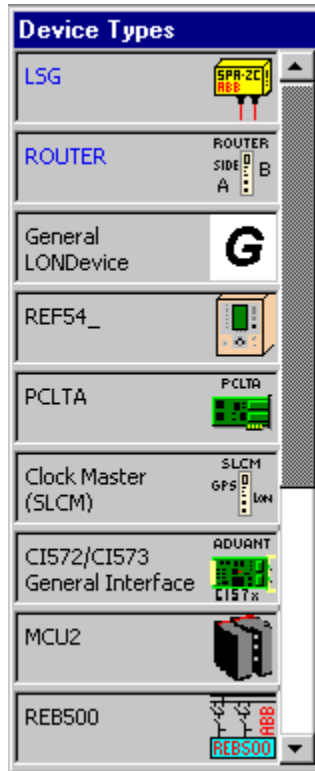 Device Types
LSG
SPA-ZC
ABB
ROUTER
ROUTER
SIDE B
A
General
LONDevice
G
REF54_
PCLTA
PCLTA
Clock Master
(SLCM)
SLCM
GPS
LON
CI572/CI573
General Interface
ADVANT
CI57x
MCU2
REB500
ABB
REB500